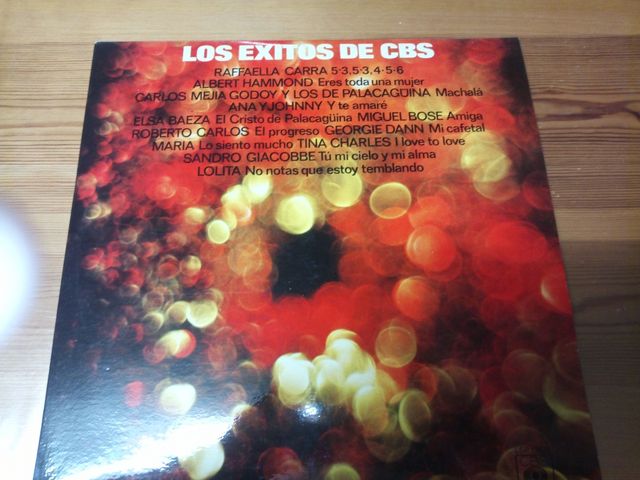 LOS EXITOS DE CBS
RAFFAELLA CARRA 5·3,5·3,4·5·6
ALBERT HAMMOND Eres toda una mujer
CARLOS MEJIA GODOY Y LOS DE PALACAGÜINA Machalá
ANA Y JOHNNY Y te amaré
ELSA BAEZA El Cristo de Palacagüina MIGUEL BOSE Amiga
ROBERTO CARLOS El progreso GEORGIE DANN Mi cafetal
MARIA Lo siento mucho TINA CHARLES I love to love
SANDRO GIACOBBE Tú mi cielo y mi alma
LOLITA No notas que estoy temblando